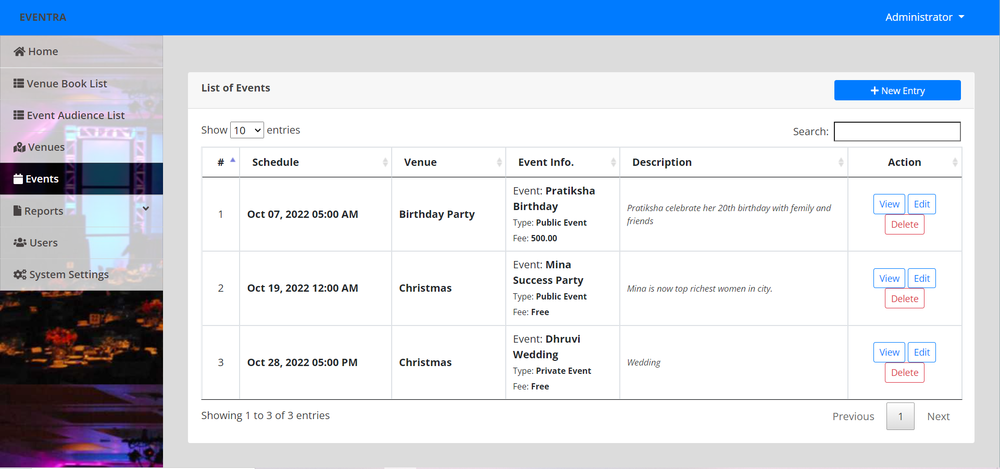 EVENTRA
Administrator
Home
Venue Book List
Event Audience List
Venues
Events
Reports
Users
System Settings
List of Events
New Entry
Show 10 entries
Search:
# Schedule Venue Event Info. Description Action
1
Oct 07, 2022 05:00 AM
Birthday Party
Event: Pratiksha
Birthday
Type: Public Event
Fee: 500.00
Pratiksha celebrate her 20th birthday with femily and
friends
View Edit
Delete
2
Oct 19, 2022 12:00 AM
Christmas
Event: Mina
Success Party
Type: Public Event
Fee: Free
Mina is now top richest women in city.
View Edit
Delete
3
Oct 28, 2022 05:00 PM
Christmas
Event: Dhruvi
Wedding
Type: Private Event
Fee: Free
Wedding
View Edit
Delete
Showing 1 to 3 of 3 entries
Previous 1 Next